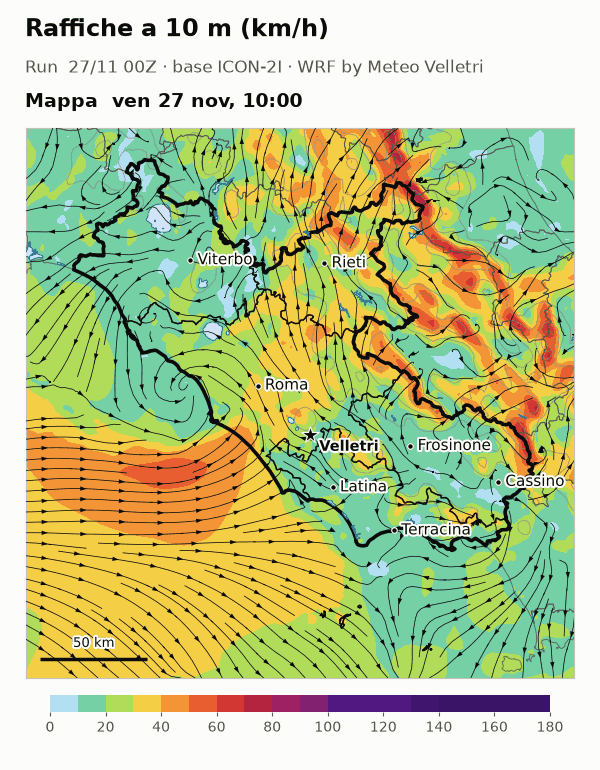 Raffiche a 10 m (km/h)
Run 27/11 00Z · base ICON-2I · WRF by Meteo Velletri
Mappa ven 27 nov, 10:00
Viterbo
Rieti
Roma
Velletri
Frosinone
Latina
Cassino
Terracina
50 km
0 20 40 60 80 100 120 140 160 180